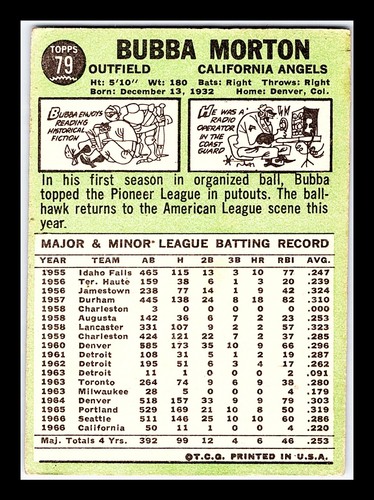 TOPPS
79
BUBBA MORTON
OUTFIELD CALIFORNIA ANGELS
Ht: 5'10" Wt: 180 Bats: Right Throws: Right
Born: December 13, 1932 Home: Denver, Col.
BUBBA ENJOYS
READING
HISTORICAL
FICTION
HE WAS A
RADIO
OPERATOR
IN THE
COAST
GUARD
In his first season in organized ball, Bubba
topped the Pioneer League in putouts. The ball-
hawk returns to the American League scene this
year.
MAJOR & MINOR LEAGUE BATTING RECORD
YEAR TEAM AB H 2B 3B HR RBI AVG.
1955 Idaho Falls 465 115 13 3 10 77 .247
1956 Ter. Haute 159 38 6 1 3 20 .239
1956 Jamestown 238 77 14 1 9 42 .324
1957 Durham 445 138 24 8 18 82 .310
1958 Charleston 3 0 0 0 0 0 .000
1958 Augusta 142 36 6 7 2 23 .253
1958 Lancaster 331 107 9 2 2 57 .323
1959 Charleston 424 121 22 7 2 37 .285
1960 Denver 585 173 35 10 9 66 .296
1961 Detroit 108 31 5 1 2 19 .287
1962 Detroit 195 51 6 3 4 17 .262
1963 Detroit 11 1 0 0 0 2 .091
1963 Toronto 264 74 9 6 9 38 .280
1963 Milwaukee 28 5 0 0 0 4 .179
1964 Denver 518 157 33 9 9 79 .303
1965 Portland 529 169 21 10 8 50 .319
1966 Seattle 511 146 25 10 10 60 .286
1966 California 50 11 1 0 0 4 .220
Maj. Totals 4 Yrs. 392 99 12 4 6 46 .253
©T.C.G. PRINTED IN U.S.A.